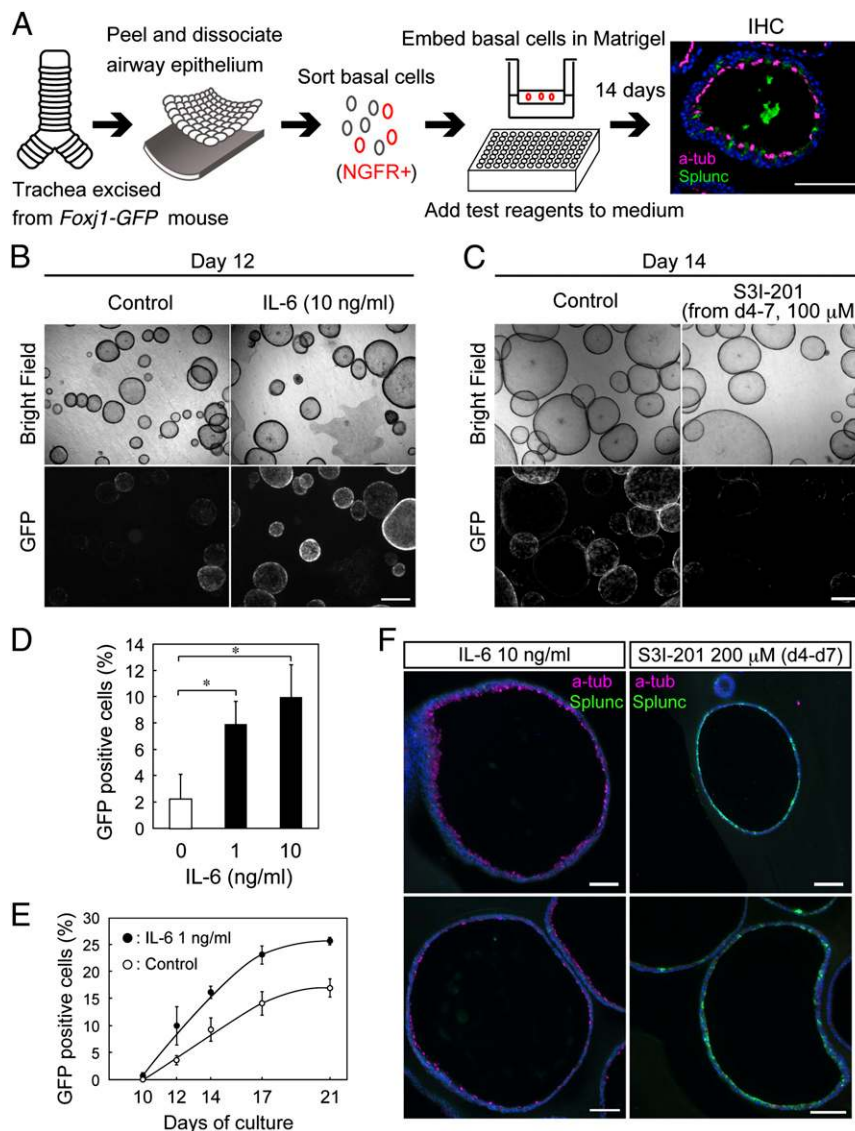 A
Peel and dissociate
airway epithelium
Sort basal cells
(NGFR+)
Embed basal cells in Matrigel
14 days
IHC
a-tub
Splunc
Trachea excised
from Foxj1-GFP mouse
Add test reagents to medium
B
Day 12
Control
IL-6 (10 ng/ml)
Bright Field
GFP
C
Day 14
Control
S3I-201
(from d4-7, 100 μM)
Bright Field
GFP
D
GFP positive cells (%)
14
12
10
8
6
4
2
0
*
*
0 1 10
IL-6 (ng/ml)
E
GFP positive cells (%)
30
25
20
15
10
5
0
: IL-6 1 ng/ml
: Control
10 12 14 17 21
Days of culture
F
IL-6 10 ng/ml
S3I-201 200 μM (d4-d7)
a-tub
Splunc
a-tub
Splunc